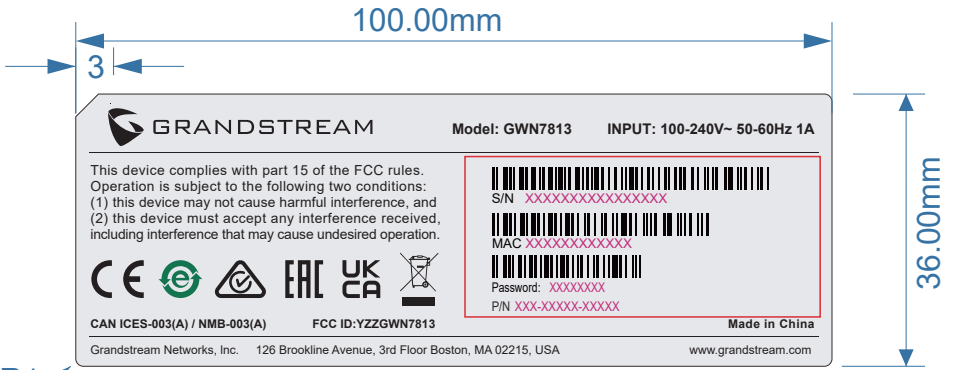 100.00mm
3
GRANDSTREAM
Model: GWN7813
INPUT: 100-240V~ 50-60Hz 1A
This device complies with part 15 of the FCC rules.
Operation is subject to the following two conditions:
(1) this device may not cause harmful interference, and
(2) this device must accept any interference received,
including interference that may cause undesired operation.
S/N XXXXXXXXXXXXXXXX
MAC XXXXXXXXXXXX
Password: XXXXXXXX
P/N XXX-XXXXX-XXXXX
CE e EAC UK CA
CAN ICES-003(A) / NMB-003(A)
FCC ID:YZZGWN7813
Made in China
Grandstream Networks, Inc. 126 Brookline Avenue, 3rd Floor Boston, MA 02215, USA
www.grandstream.com
36.00mm